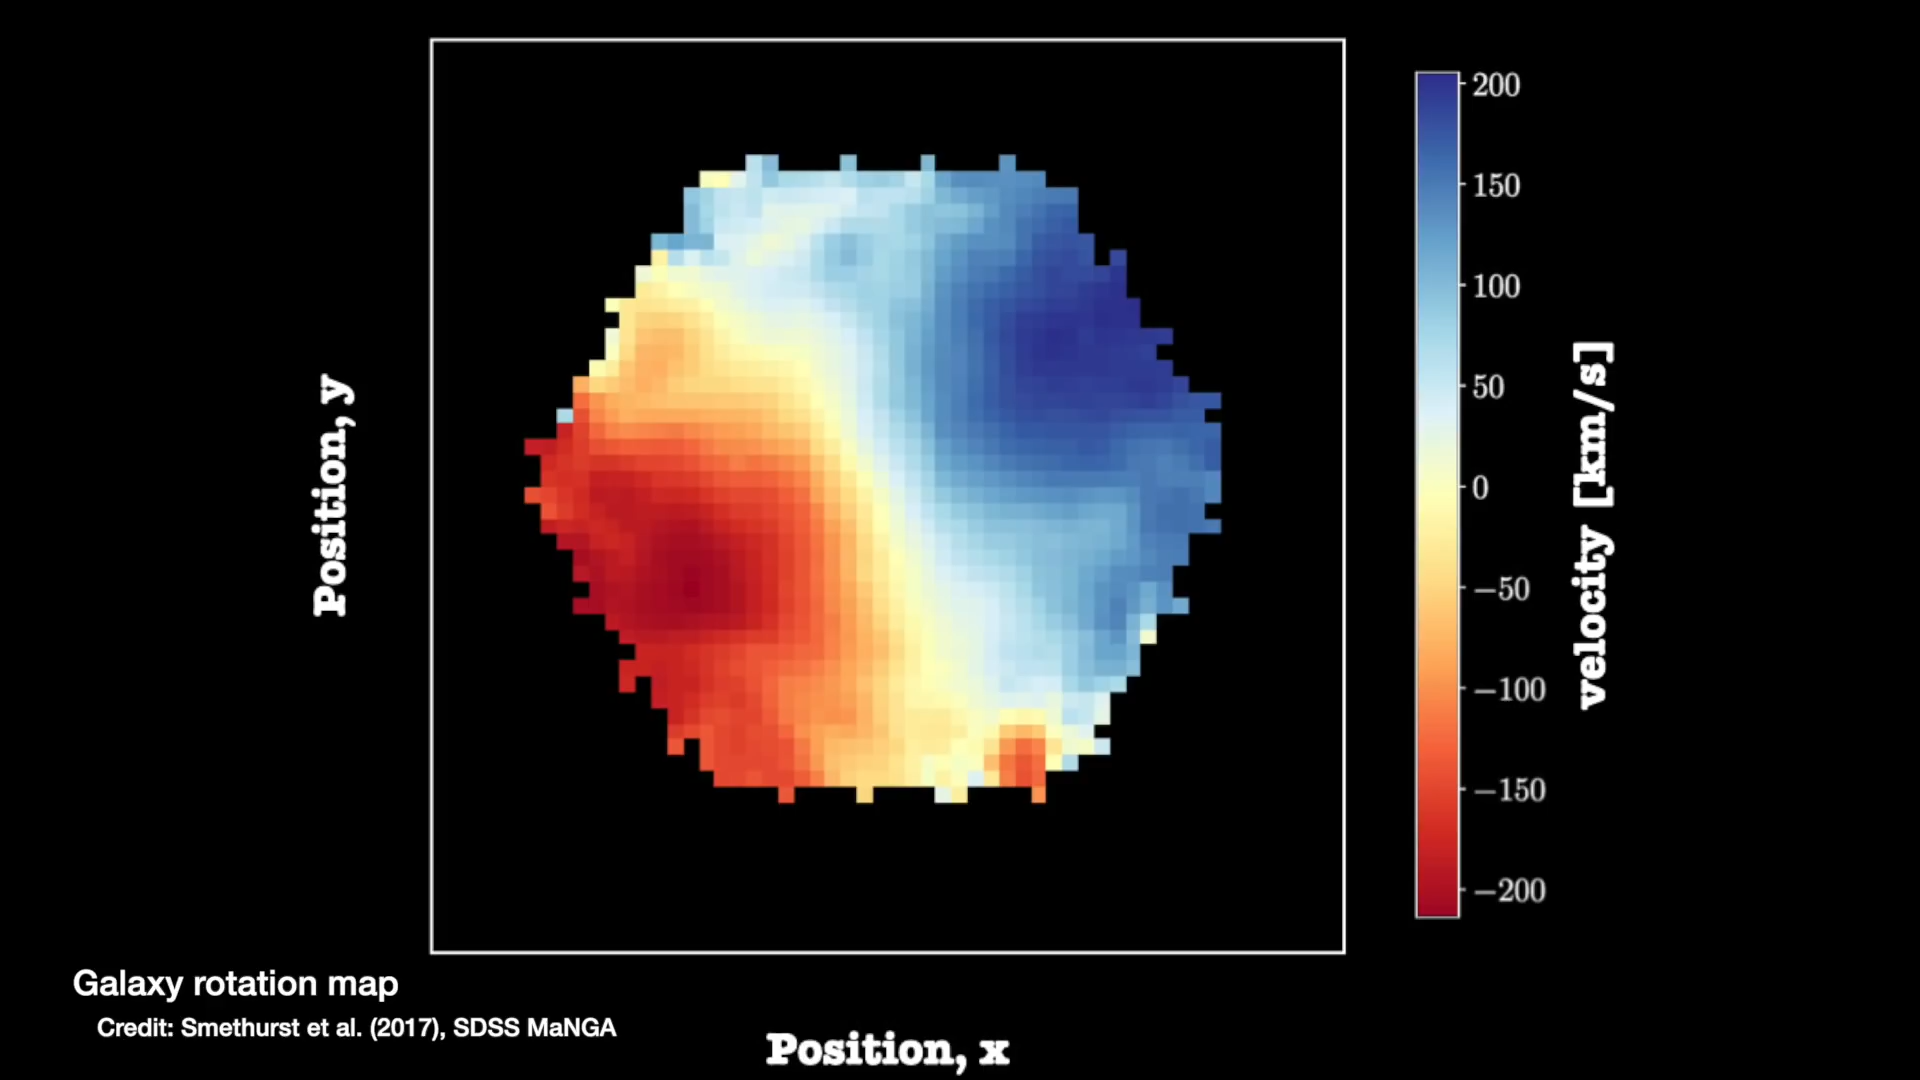 Position, y
200
150
100
50
0
−50
−100
−150
−200
velocity [km/s]
Galaxy rotation map
Credit: Smethurst et al. (2017), SDSS MaNGA
Position, x